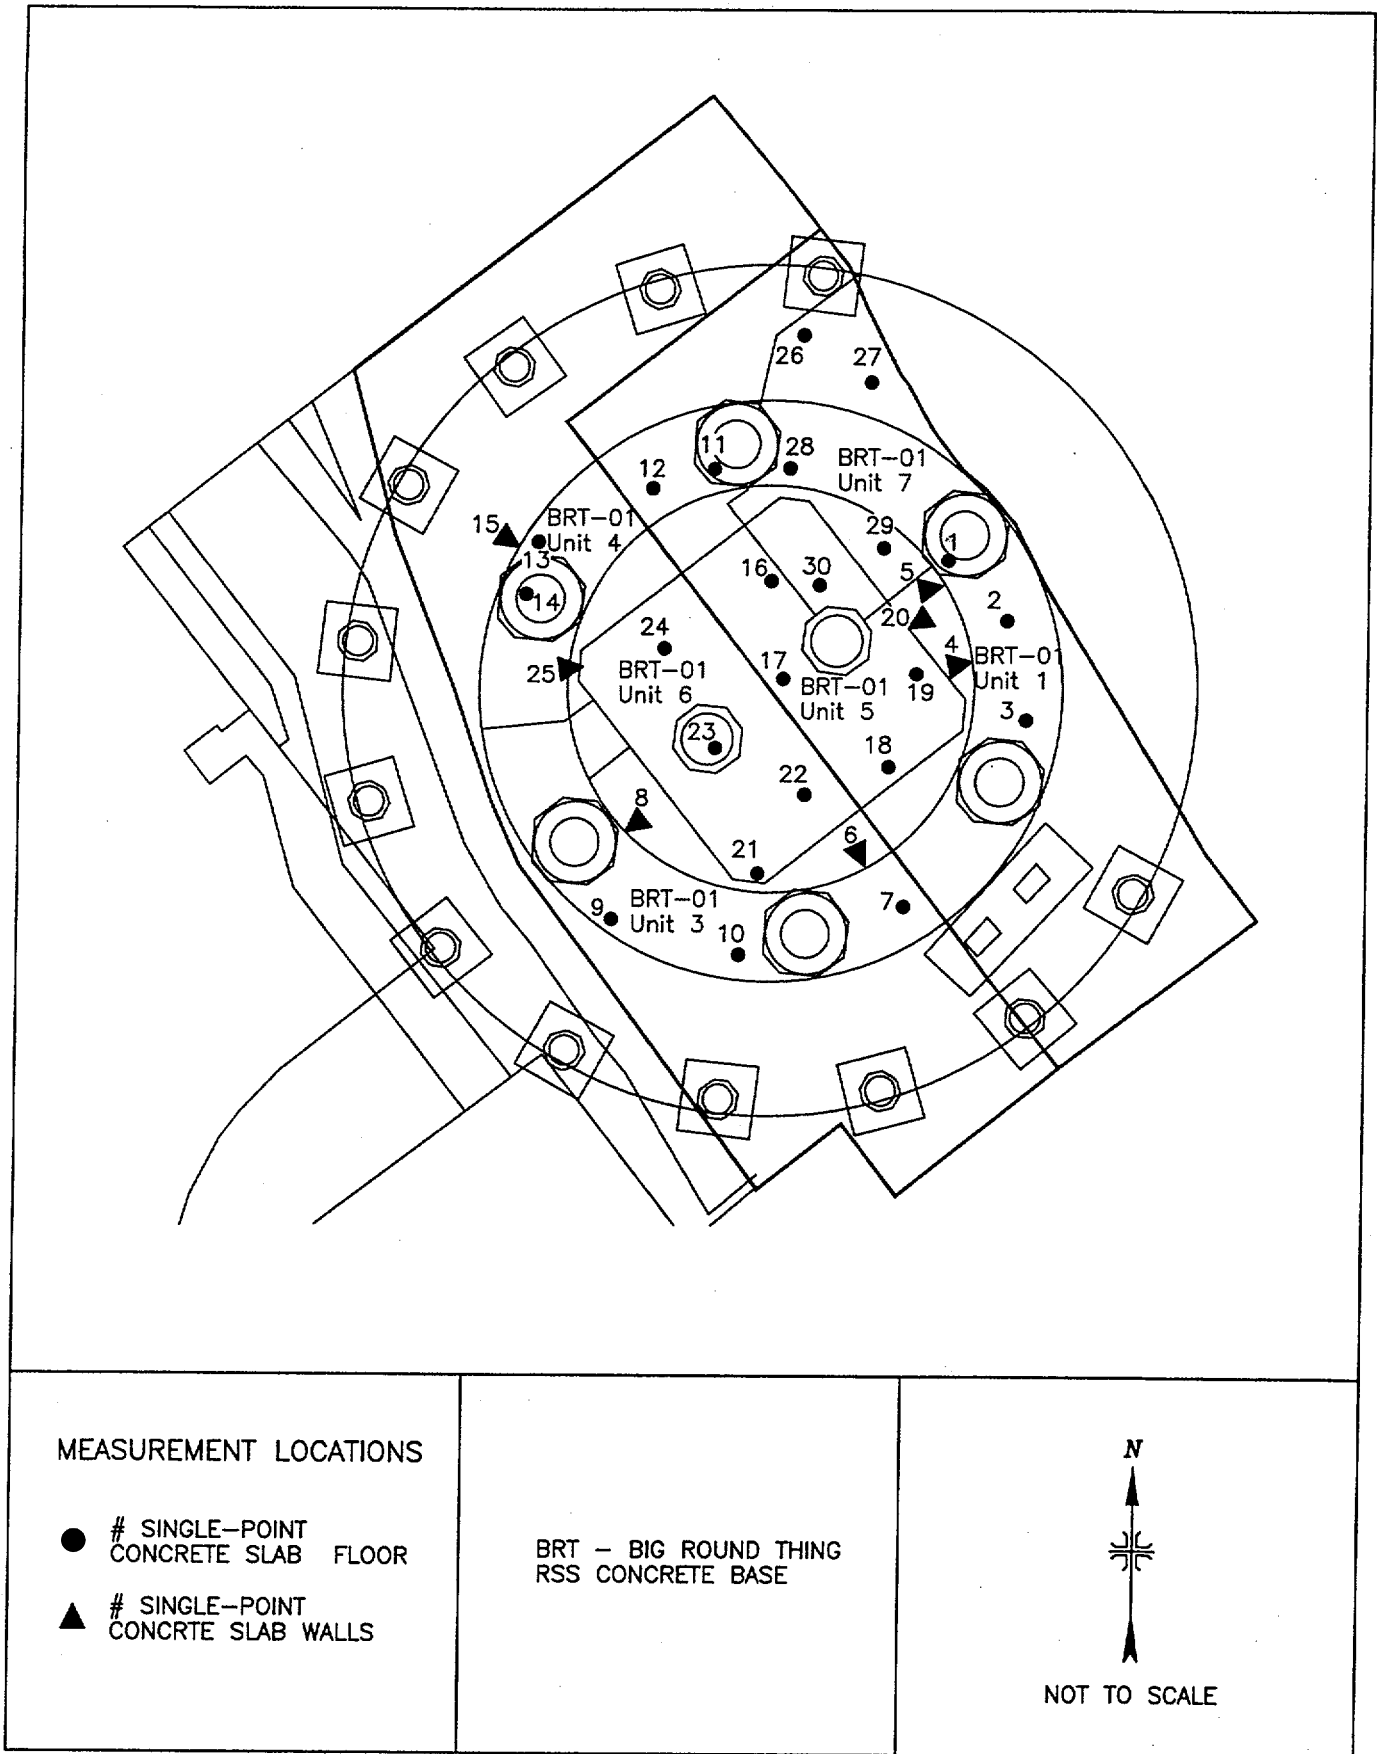 26
27
11
28
BRT-01
Unit 7
12
15
BRT-01
Unit 4
13
14
29
1
16
30
5
2
20
24
4
BRT-01
Unit 1
25
BRT-01
Unit 6
17
BRT-01
Unit 5
19
3
23
18
22
8
6
21
9
BRT-01
Unit 3
7
10
MEASUREMENT LOCATIONS
# SINGLE-POINT
CONCRETE SLAB FLOOR
# SINGLE-POINT
CONCRTE SLAB WALLS
BRT - BIG ROUND THING
RSS CONCRETE BASE
N
NOT TO SCALE